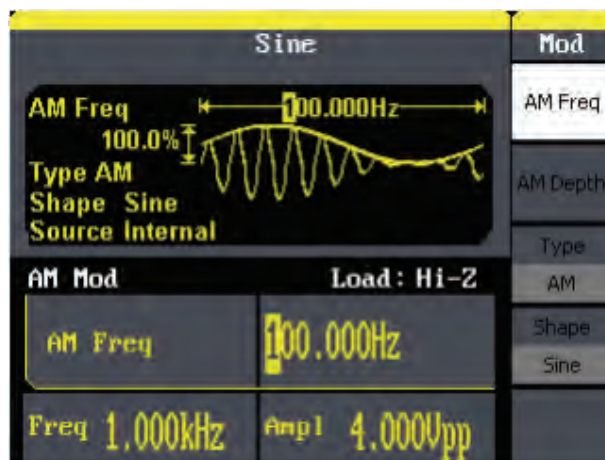 Sine
Mod
AM Freq 100.000Hz
100.0%
Type AM
Shape Sine
Source Internal
AM Freq
AM Depth
Type
AM
Shape
Sine
AM Mod Load: Hi-Z
AM Freq 100.000Hz
Freq 1.000kHz Ampl 4.000Vpp